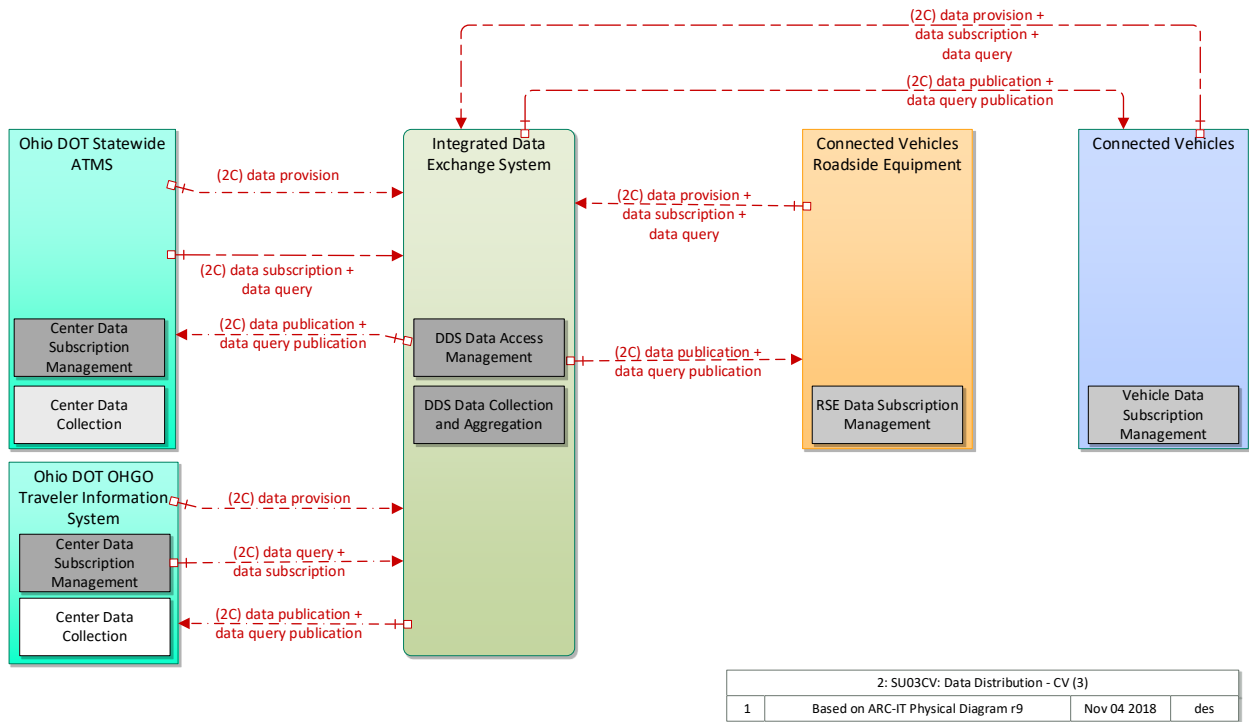 (2C) data provision +
data subscription +
data query
(2C) data publication +
data query publication
Ohio DOT Statewide
ATMS
Integrated Data
Exchange System
Connected Vehicles
Roadside Equipment
Connected Vehicles
(2C) data provision
(2C) data provision +
data subscription +
data query
(2C) data subscription +
data query
(2C) data publication +
data query publication
Center Data
Subscription
Management
DDS Data Access
Management
(2C) data publication +
data query publication
Center Data
Collection
DDS Data Collection
and Aggregation
RSE Data Subscription
Management
Vehicle Data
Subscription
Management
Ohio DOT OHGO
Traveler Information
System
(2C) data provision
Center Data
Subscription
Management
(2C) data query +
data subscription
Center Data
Collection
(2C) data publication +
data query publication
2: SU03CV: Data Distribution - CV (3)
1 Based on ARC-IT Physical Diagram r9 Nov 04 2018 des